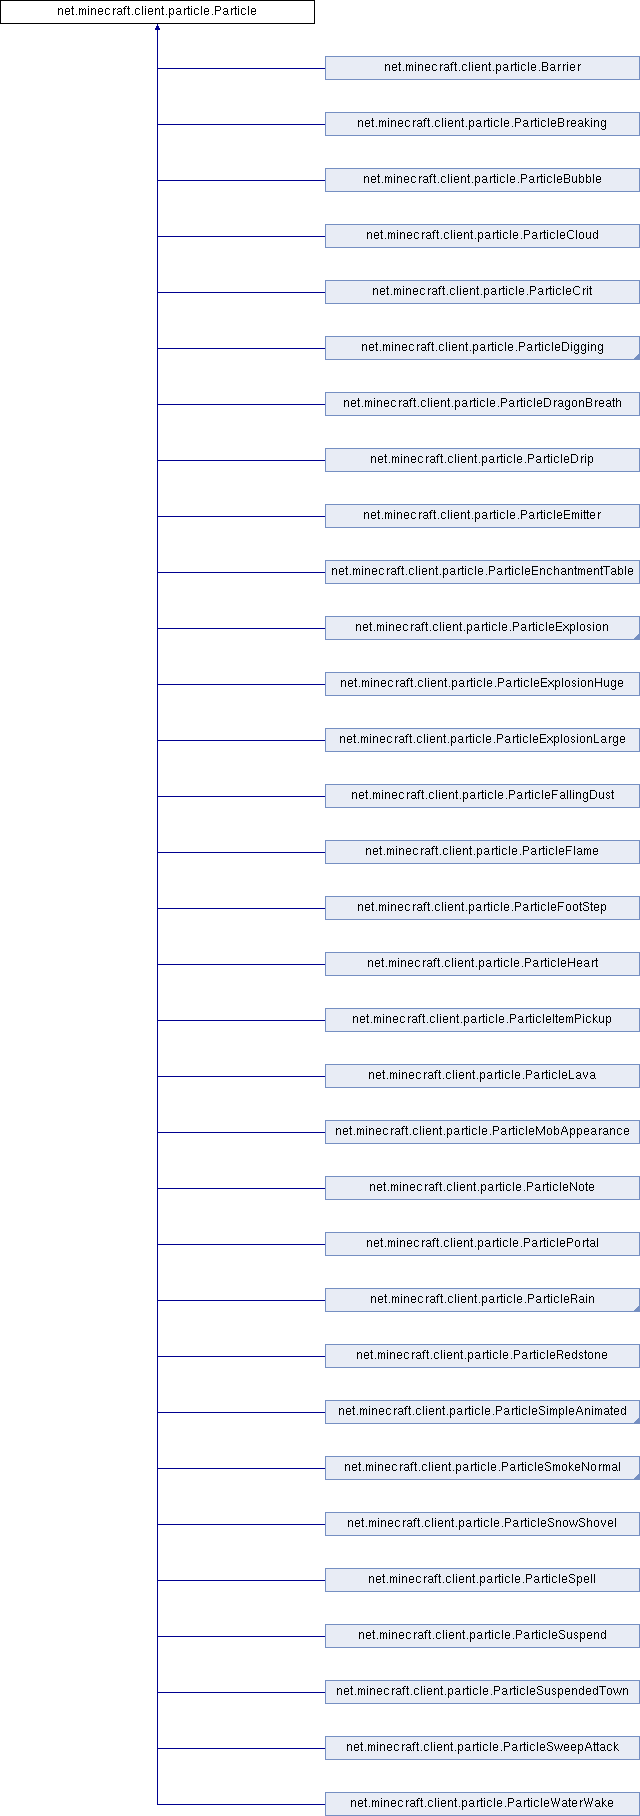 net.minecraft.client.particle.Particle
net.minecraft.client.particle.Barrier
net.minecraft.client.particle.ParticleBreaking
net.minecraft.client.particle.ParticleBubble
net.minecraft.client.particle.ParticleCloud
net.minecraft.client.particle.ParticleCrit
net.minecraft.client.particle.ParticleDigging
net.minecraft.client.particle.ParticleDragonBreath
net.minecraft.client.particle.ParticleDrip
net.minecraft.client.particle.ParticleEmitter
net.minecraft.client.particle.ParticleEnchantmentTable
net.minecraft.client.particle.ParticleExplosion
net.minecraft.client.particle.ParticleExplosionHuge
net.minecraft.client.particle.ParticleExplosionLarge
net.minecraft.client.particle.ParticleFallingDust
net.minecraft.client.particle.ParticleFlame
net.minecraft.client.particle.ParticleFootStep
net.minecraft.client.particle.ParticleHeart
net.minecraft.client.particle.ParticleItemPickup
net.minecraft.client.particle.ParticleLava
net.minecraft.client.particle.ParticleMobAppearance
net.minecraft.client.particle.ParticleNote
net.minecraft.client.particle.ParticlePortal
net.minecraft.client.particle.ParticleRain
net.minecraft.client.particle.ParticleRedstone
net.minecraft.client.particle.ParticleSimpleAnimated
net.minecraft.client.particle.ParticleSmokeNormal
net.minecraft.client.particle.ParticleSnowShovel
net.minecraft.client.particle.ParticleSpell
net.minecraft.client.particle.ParticleSuspend
net.minecraft.client.particle.ParticleSuspendedTown
net.minecraft.client.particle.ParticleSweepAttack
net.minecraft.client.particle.ParticleWaterWake